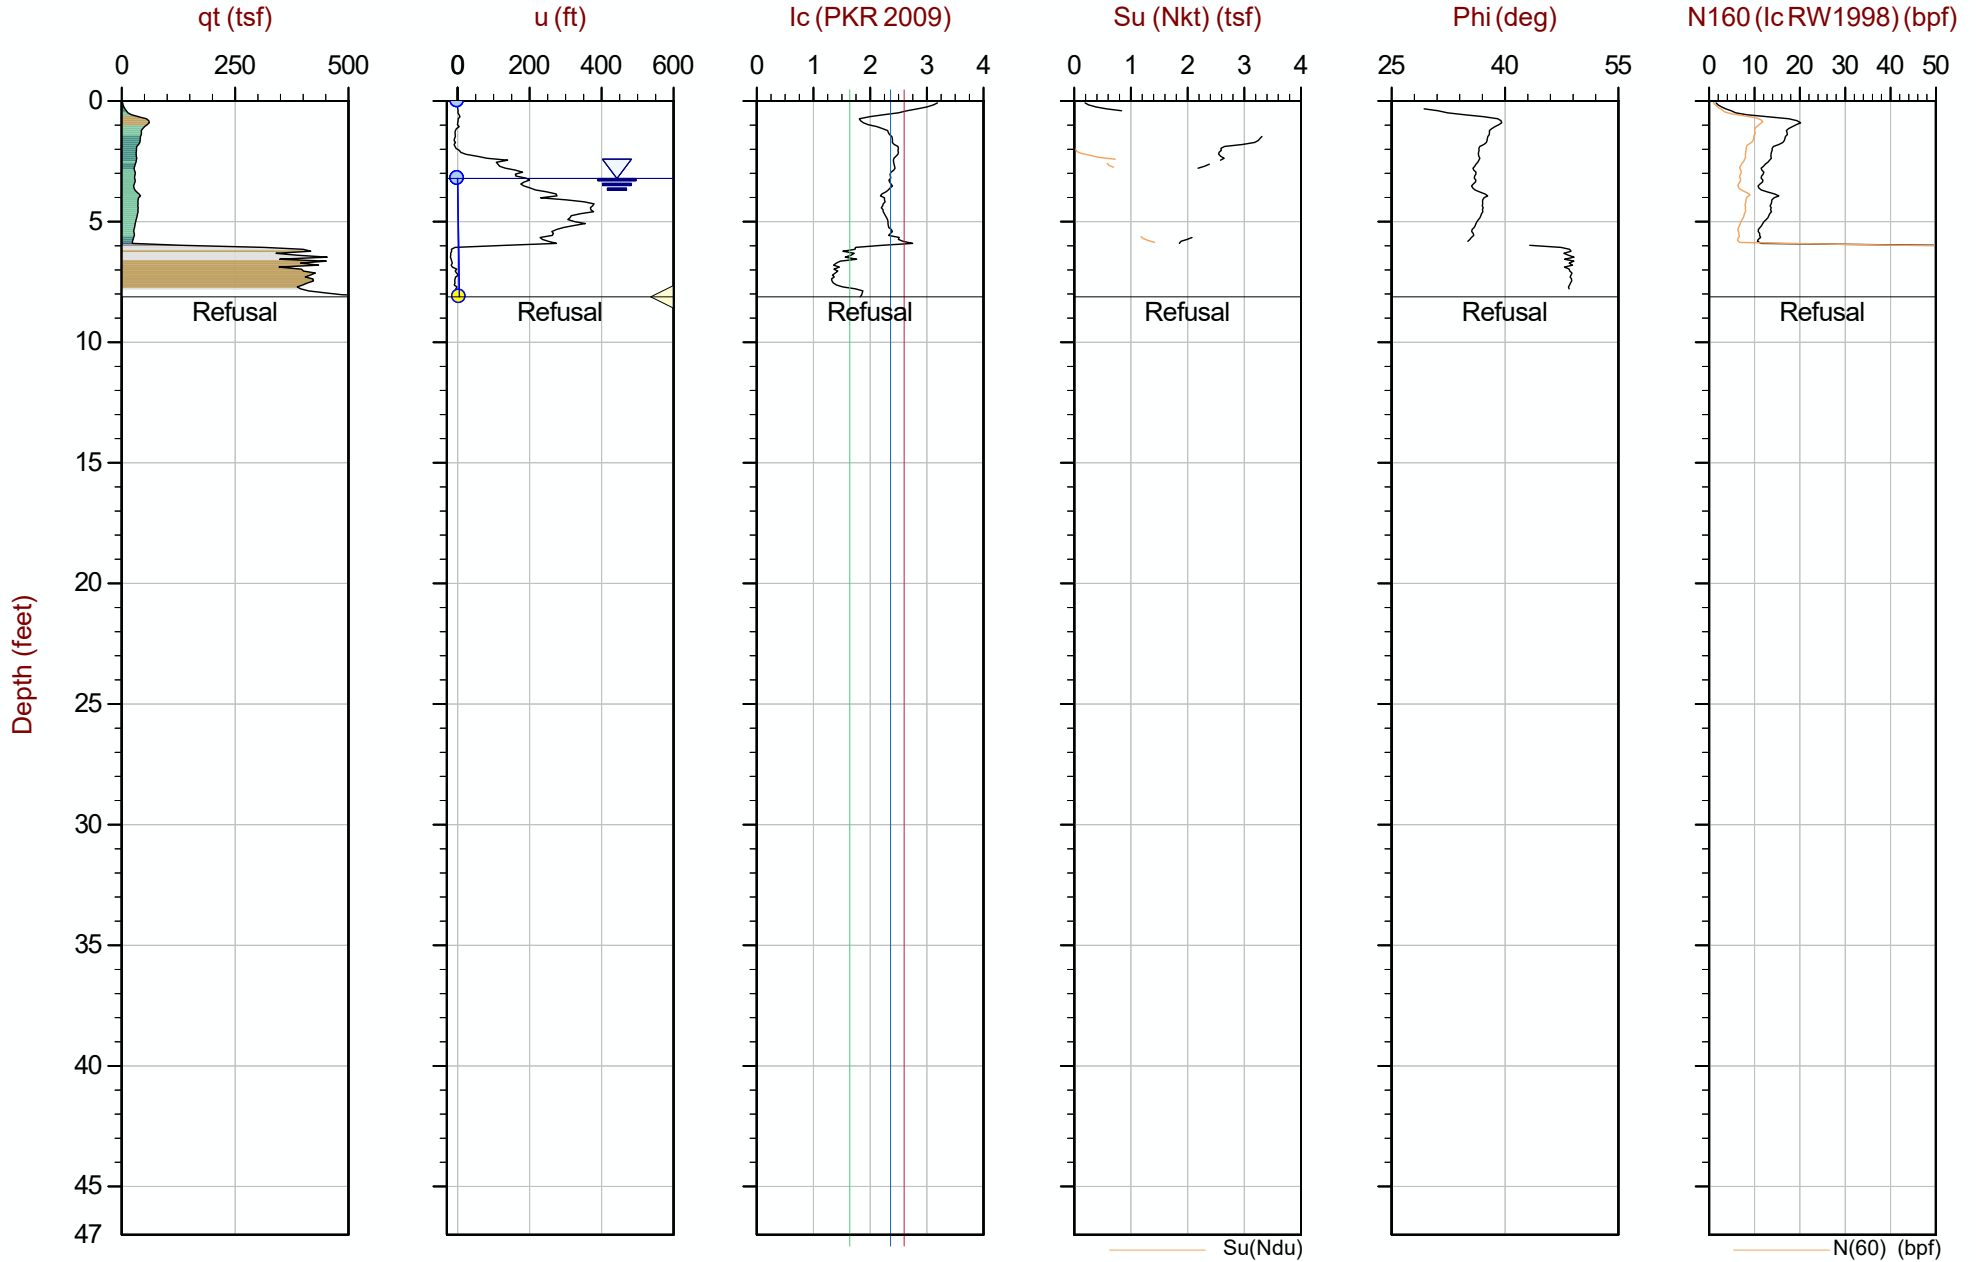 qt (tsf) u (ft) Ic (PKR 2009) Su (Nkt) (tsf) Phi (deg) N160 (Ic RW1998) (bpf)
0 250 500 0 200 400 600 0 1 2 3 4 0 1 2 3 4 25 40 55 0 10 20 30 40 50
0
5
Refusal Refusal Refusal Refusal Refusal Refusal
10
15
20
Depth (feet)
25
30
35
40
45
47
Su(Ndu) N(60) (bpf)